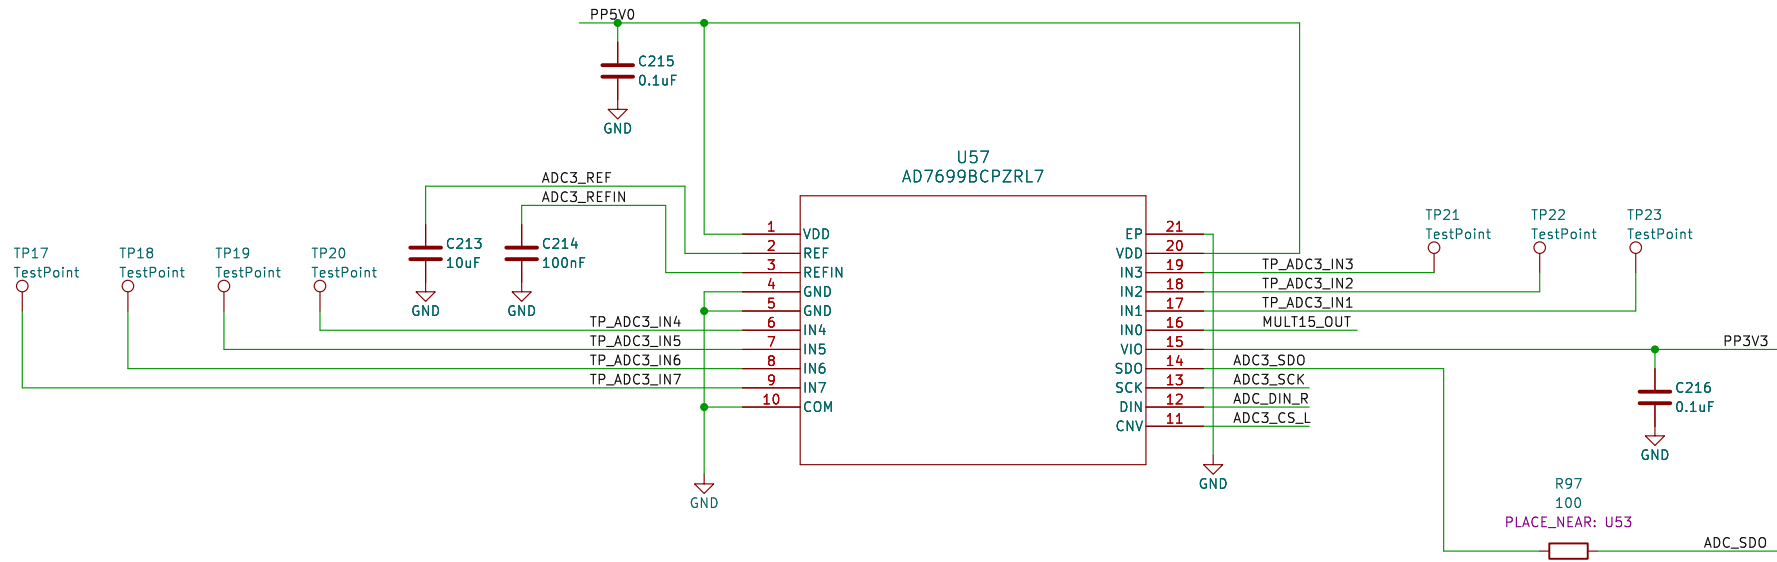 PP5V0
C215
0.1uF
GND
U57
AD7699BCPZRL7
ADC3_REF
ADC3_REFIN
C213
10uF
GND
C214
100nF
GND
TP17
TestPoint
TP18
TestPoint
TP19
TestPoint
TP20
TestPoint
TP_ADC3_IN4
TP_ADC3_IN5
TP_ADC3_IN6
TP_ADC3_IN7
1 VDD
2 REF
3 REFIN
4 GND
5 GND
6 IN4
7 IN5
8 IN6
9 IN7
10 COM
GND
EP 21
VDD 20
IN3 19
IN2 18
IN1 17
IN0 16
VIO 15
SDO 14
SCK 13
DIN 12
CNV 11
TP_ADC3_IN3
TP_ADC3_IN2
TP_ADC3_IN1
MULT15_OUT
ADC3_SDO
ADC3_SCK
ADC_DIN_R
ADC3_CS_L
GND
TP21
TestPoint
TP22
TestPoint
TP23
TestPoint
PP3V3
C216
0.1uF
GND
R97
100
PLACE_NEAR: U53
ADC_SDO